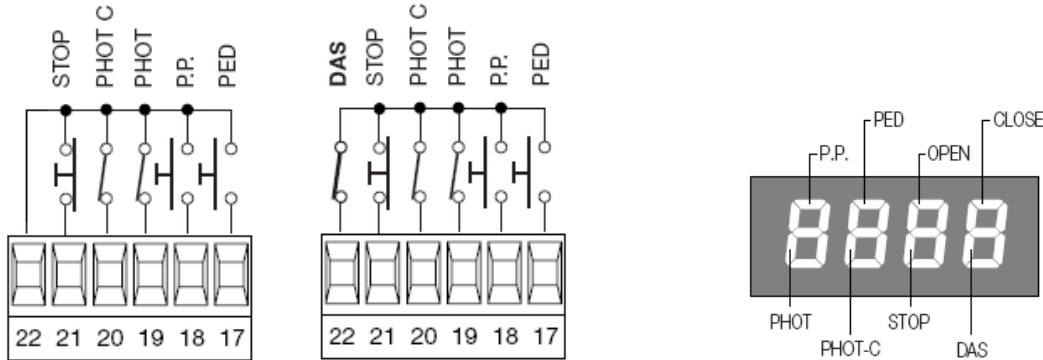 STOP
PHOT C
PHOT
P.P.
PED
22 21 20 19 18 17
DAS
STOP
PHOT C
PHOT
P.P.
PED
22 21 20 19 18 17
PED CLOSE
P.P. OPEN
PHOT STOP
PHOT-C DAS